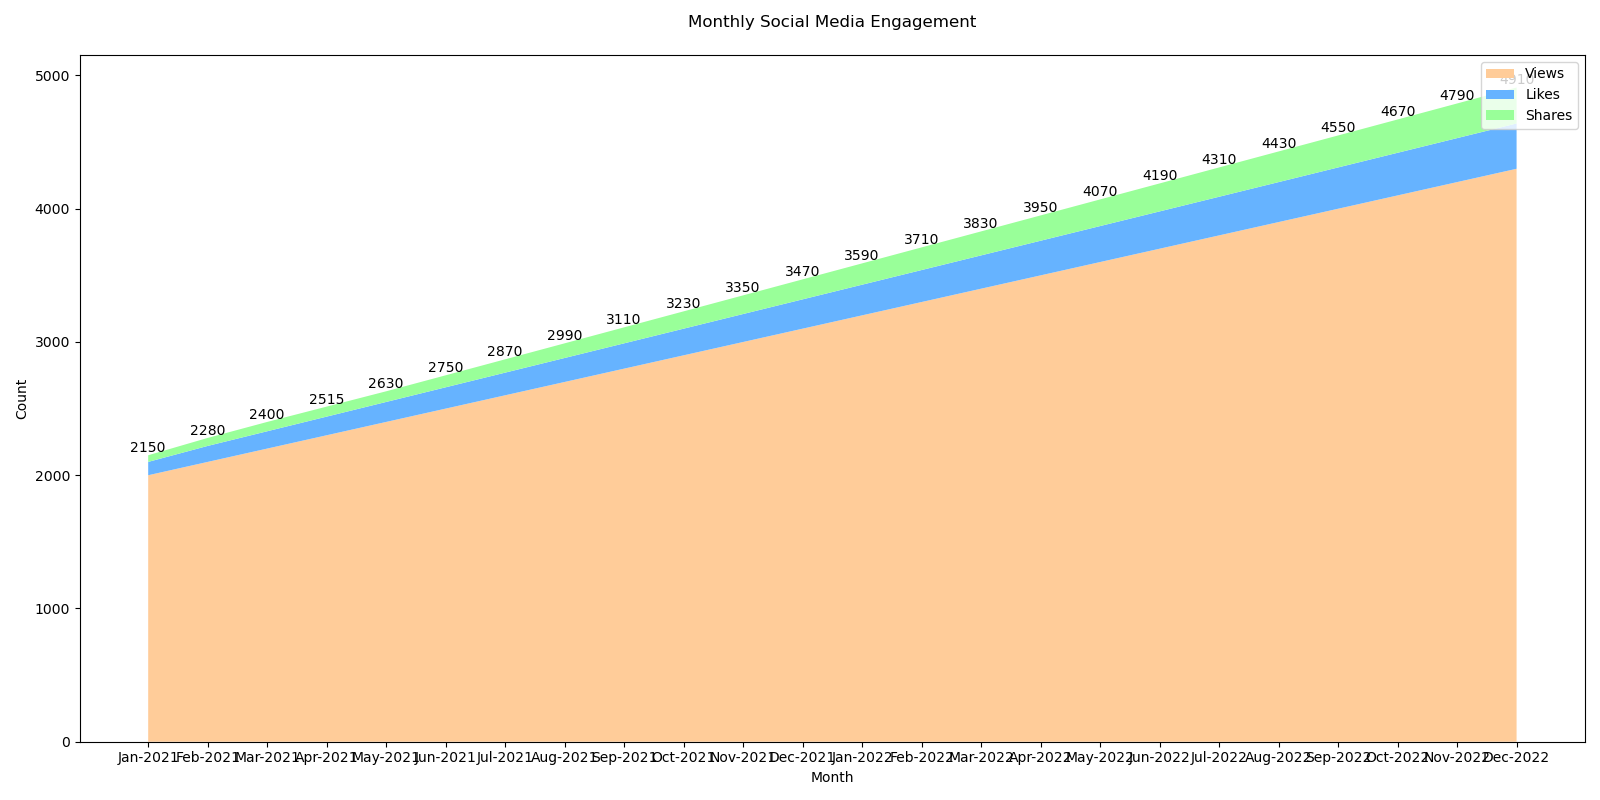 Monthly Social Media Engagement
Views
Likes
Shares
5000
4000
3000
2000
1000
0
Count
2150
2280
2400
2515
2630
2750
2870
2990
3110
3230
3350
3470
3590
3710
3830
3950
4070
4190
4310
4430
4550
4670
4790
4910
Jan-2021
Feb-2021
Mar-2021
Apr-2021
May-2021
Jun-2021
Jul-2021
Aug-2021
Sep-2021
Oct-2021
Nov-2021
Dec-2021
Jan-2022
Feb-2022
Mar-2022
Apr-2022
May-2022
Jun-2022
Jul-2022
Aug-2022
Sep-2022
Oct-2022
Nov-2022
Dec-2022
Month